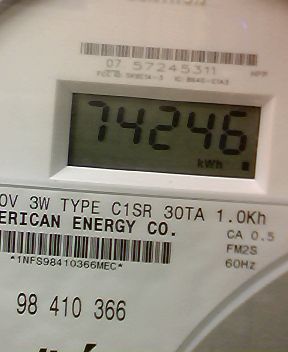 07 57245311
74246
kWh
0V 3W TYPE C1SR 30TA 1.0Kh
ERICAN ENERGY CO.
CA 0.5
FM2S
*1NFS98410366MEC*
60Hz
98 410 366